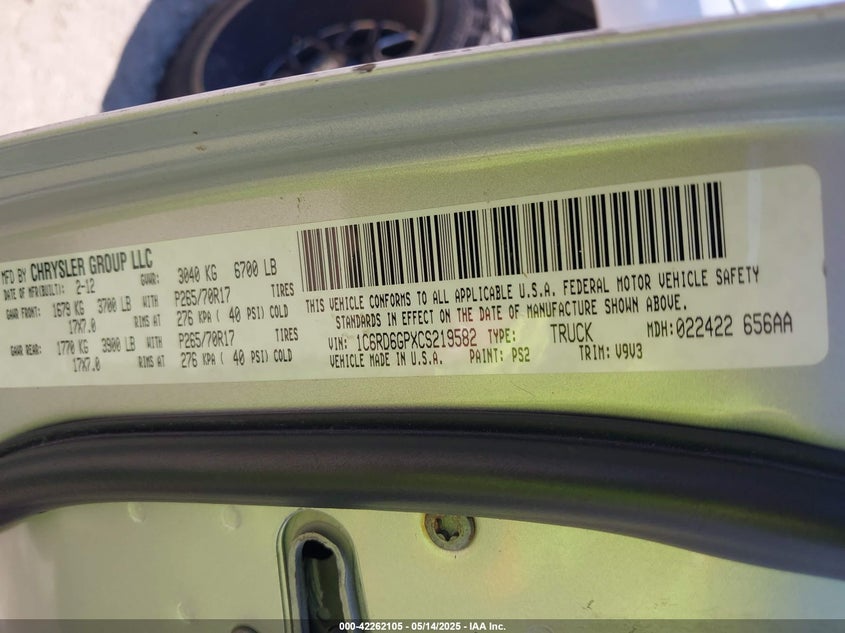 MFD BY CHRYSLER GROUP LLC
DATE OF MFR(BUILT): 2-12 GVWR: 3040 KG 6700 LB
GAWR FRONT: 1679 KG 3700 LB WITH P265/70R17 TIRES
17X7.0 RIMS AT 276 KPA ( 40 PSI) COLD
GAWR REAR: 1770 KG 3900 LB WITH P265/70R17 TIRES
17X7.0 RIMS AT 276 KPA ( 40 PSI) COLD
THIS VEHICLE CONFORMS TO ALL APPLICABLE U.S.A. FEDERAL MOTOR VEHICLE SAFETY
STANDARDS IN EFFECT ON THE DATE OF MANUFACTURE SHOWN ABOVE.
VIN: 1C6RD6GPXCS219582 TYPE: TRUCK MDH: 022422 656AA
VEHICLE MADE IN U.S.A. PAINT: PS2 TRIM: V9V3
000-42262105 - 05/14/2025 - IAA Inc.